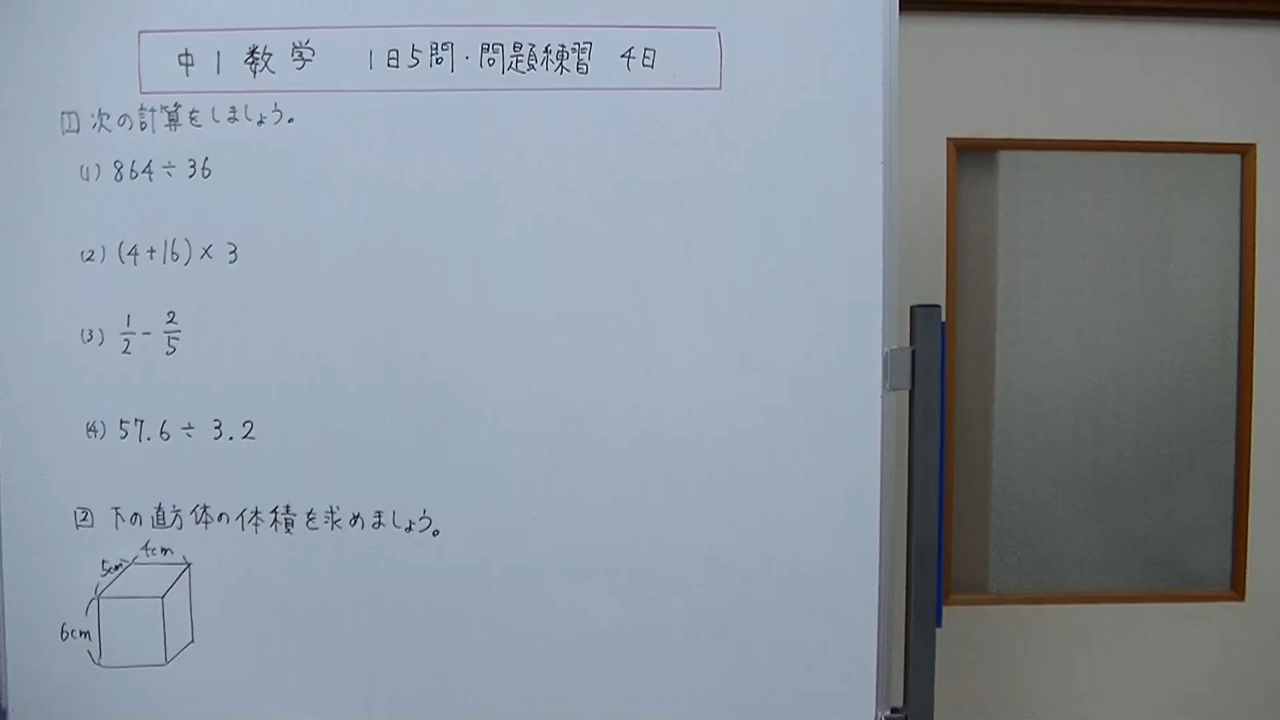 中1数学 1日5問・問題練習 4日
1 次の計算をしましょう。
(1) 864÷36
(2) (4+16)×3
(3) 1/2 - 2/5
(4) 57.6÷3.2
2 下の直方体の体積を求めましょう。
4cm
5cm
6cm